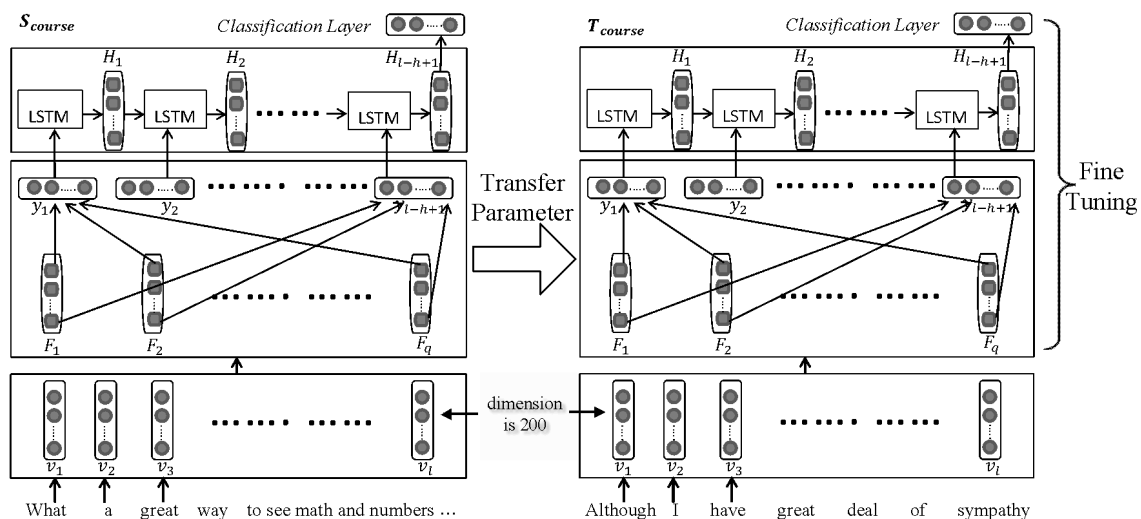 S_course Classification Layer
H_1 H_2 H_{l-h+1}
LSTM LSTM LSTM
y_1 y_2 y_{l-h+1}
F_1 F_2 F_q
v_1 v_2 v_3 v_l
What a great way to see math and numbers ...
Transfer
Parameter
dimension
is 200
T_course Classification Layer
H_1 H_2 H_{l-h+1}
LSTM LSTM LSTM
y_1 y_2 y_{l-h+1}
F_1 F_2 F_q
v_1 v_2 v_3 v_l
Although I have great deal of sympathy
Fine
Tuning